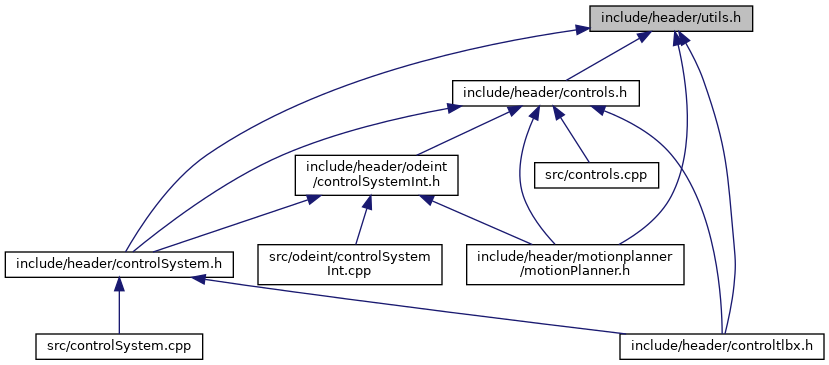 include/header/utils.h
include/header/controls.h
include/header/odeint
/controlSystemInt.h
src/controls.cpp
include/header/controlSystem.h
src/odeint/controlSystem
Int.cpp
include/header/motionplanner
/motionPlanner.h
src/controlSystem.cpp
include/header/controltlbx.h